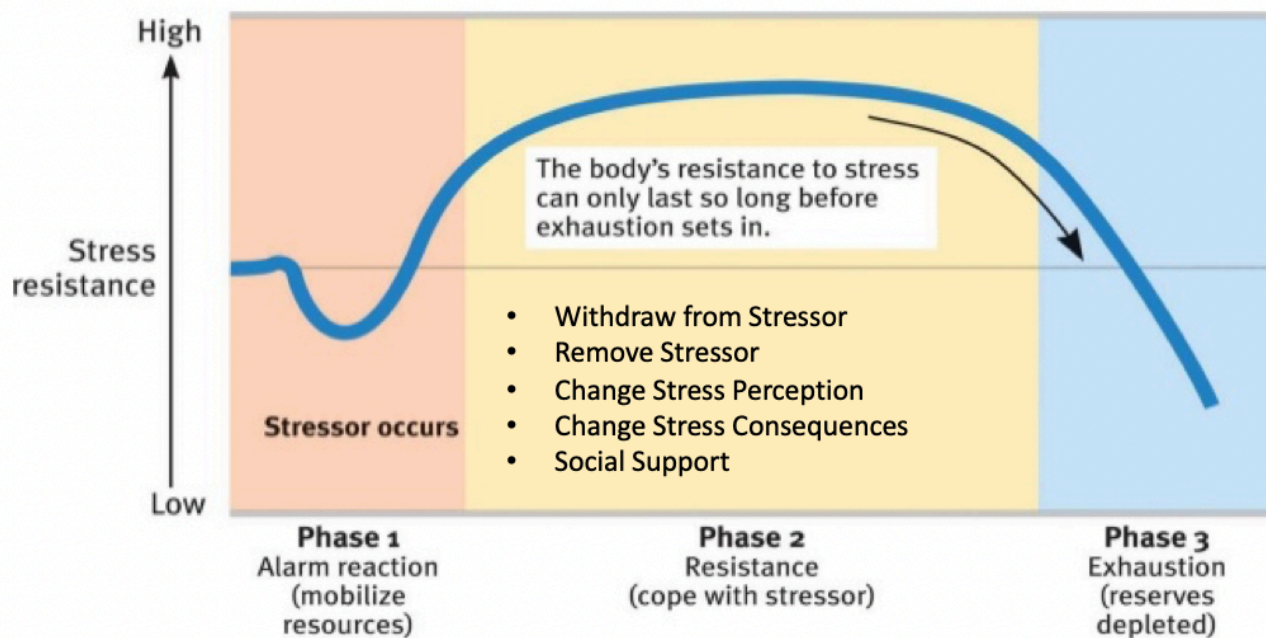 High
Stress
resistance
Low
Stressor occurs
The body's resistance to stress
can only last so long before
exhaustion sets in.
• Withdraw from Stressor
• Remove Stressor
• Change Stress Perception
• Change Stress Consequences
• Social Support
Phase 1
Alarm reaction
(mobilize
resources)
Phase 2
Resistance
(cope with stressor)
Phase 3
Exhaustion
(reserves
depleted)